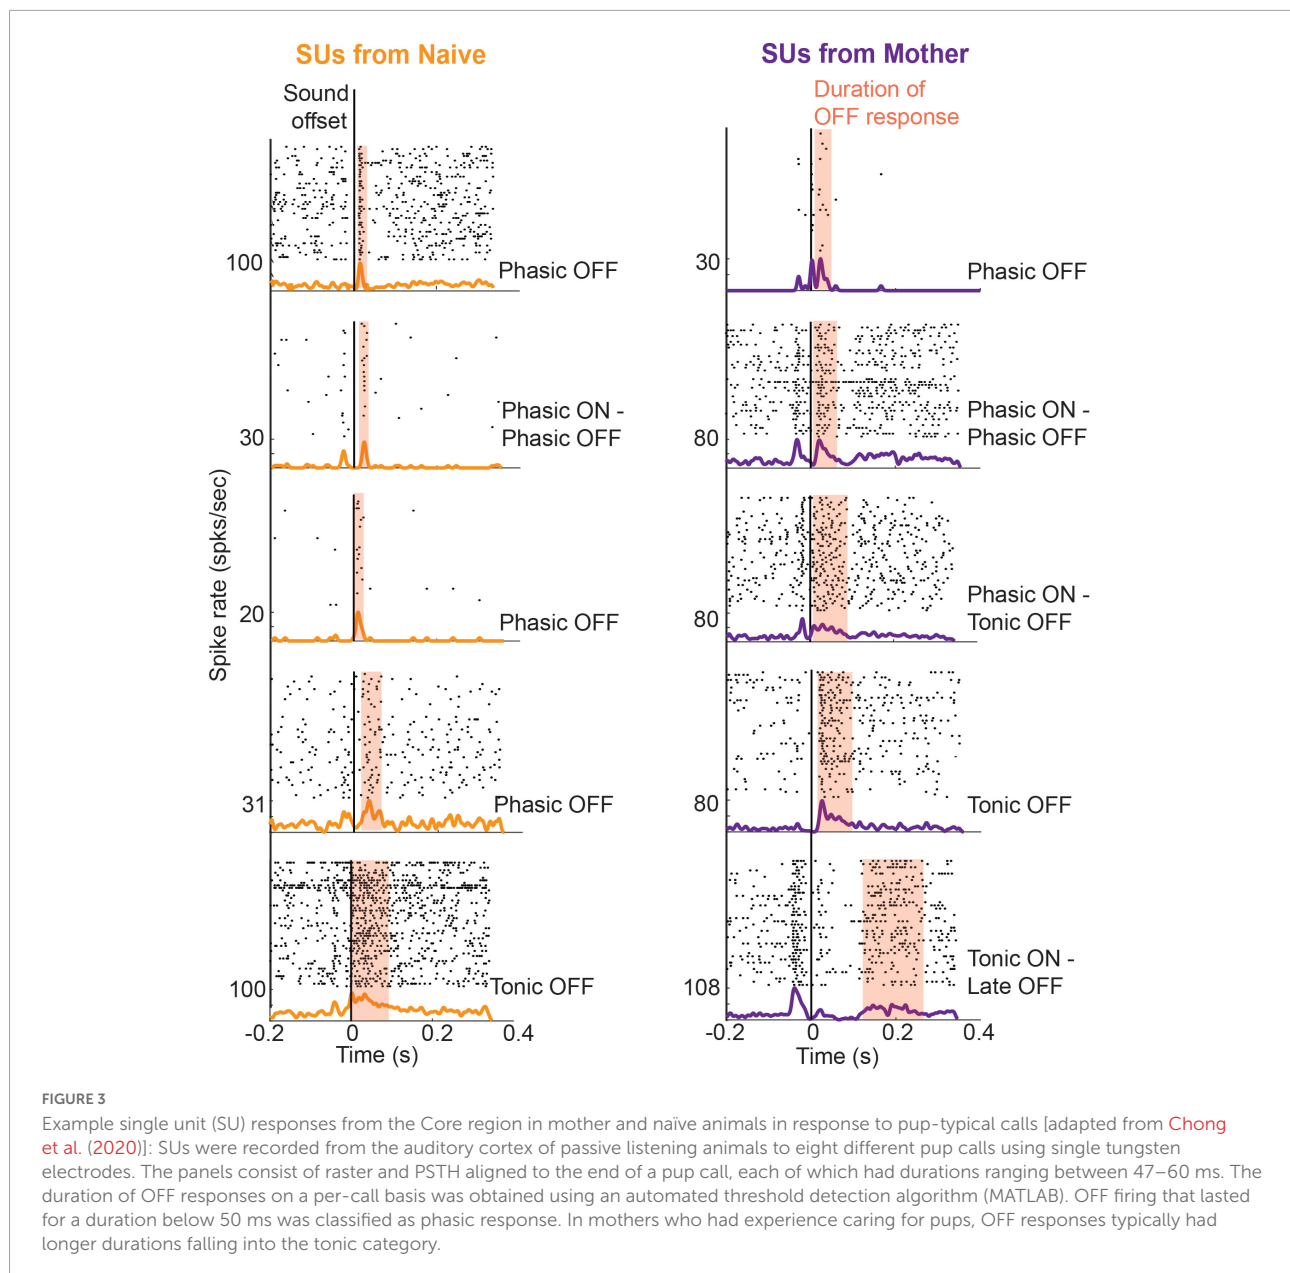 SUs from Naive
SUs from Mother
Sound
offset
Duration of
OFF response
Spike rate (spks/sec)
100
Phasic OFF
30
Phasic ON -
Phasic OFF
20
Phasic OFF
31
Phasic OFF
100
Tonic OFF
-0.2
0
0.2
0.4
Time (s)
30
Phasic OFF
80
Phasic ON -
Phasic OFF
80
Phasic ON -
Tonic OFF
80
Tonic OFF
108
Tonic ON -
Late OFF
-0.2
0
0.2
0.4
Time (s)
FIGURE 3
Example single unit (SU) responses from the Core region in mother and naïve animals in response to pup-typical calls [adapted from Chong
et al. (2020)]: SUs were recorded from the auditory cortex of passive listening animals to eight different pup calls using single tungsten
electrodes. The panels consist of raster and PSTH aligned to the end of a pup call, each of which had durations ranging between 47–60 ms. The
duration of OFF responses on a per-call basis was obtained using an automated threshold detection algorithm (MATLAB). OFF firing that lasted
for a duration below 50 ms was classified as phasic response. In mothers who had experience caring for pups, OFF responses typically had
longer durations falling into the tonic category.